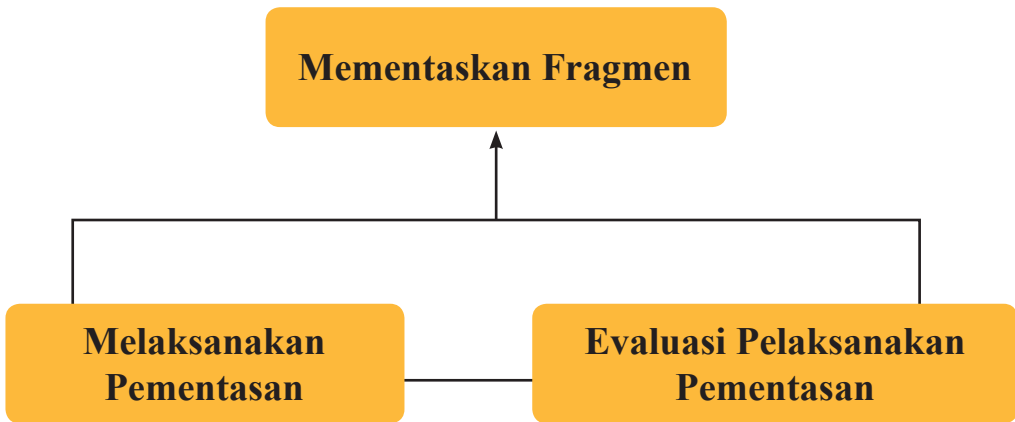 Mementaskan Fragmen
Melaksanakan
Pementasan
Evaluasi Pelaksanakan
Pementasan